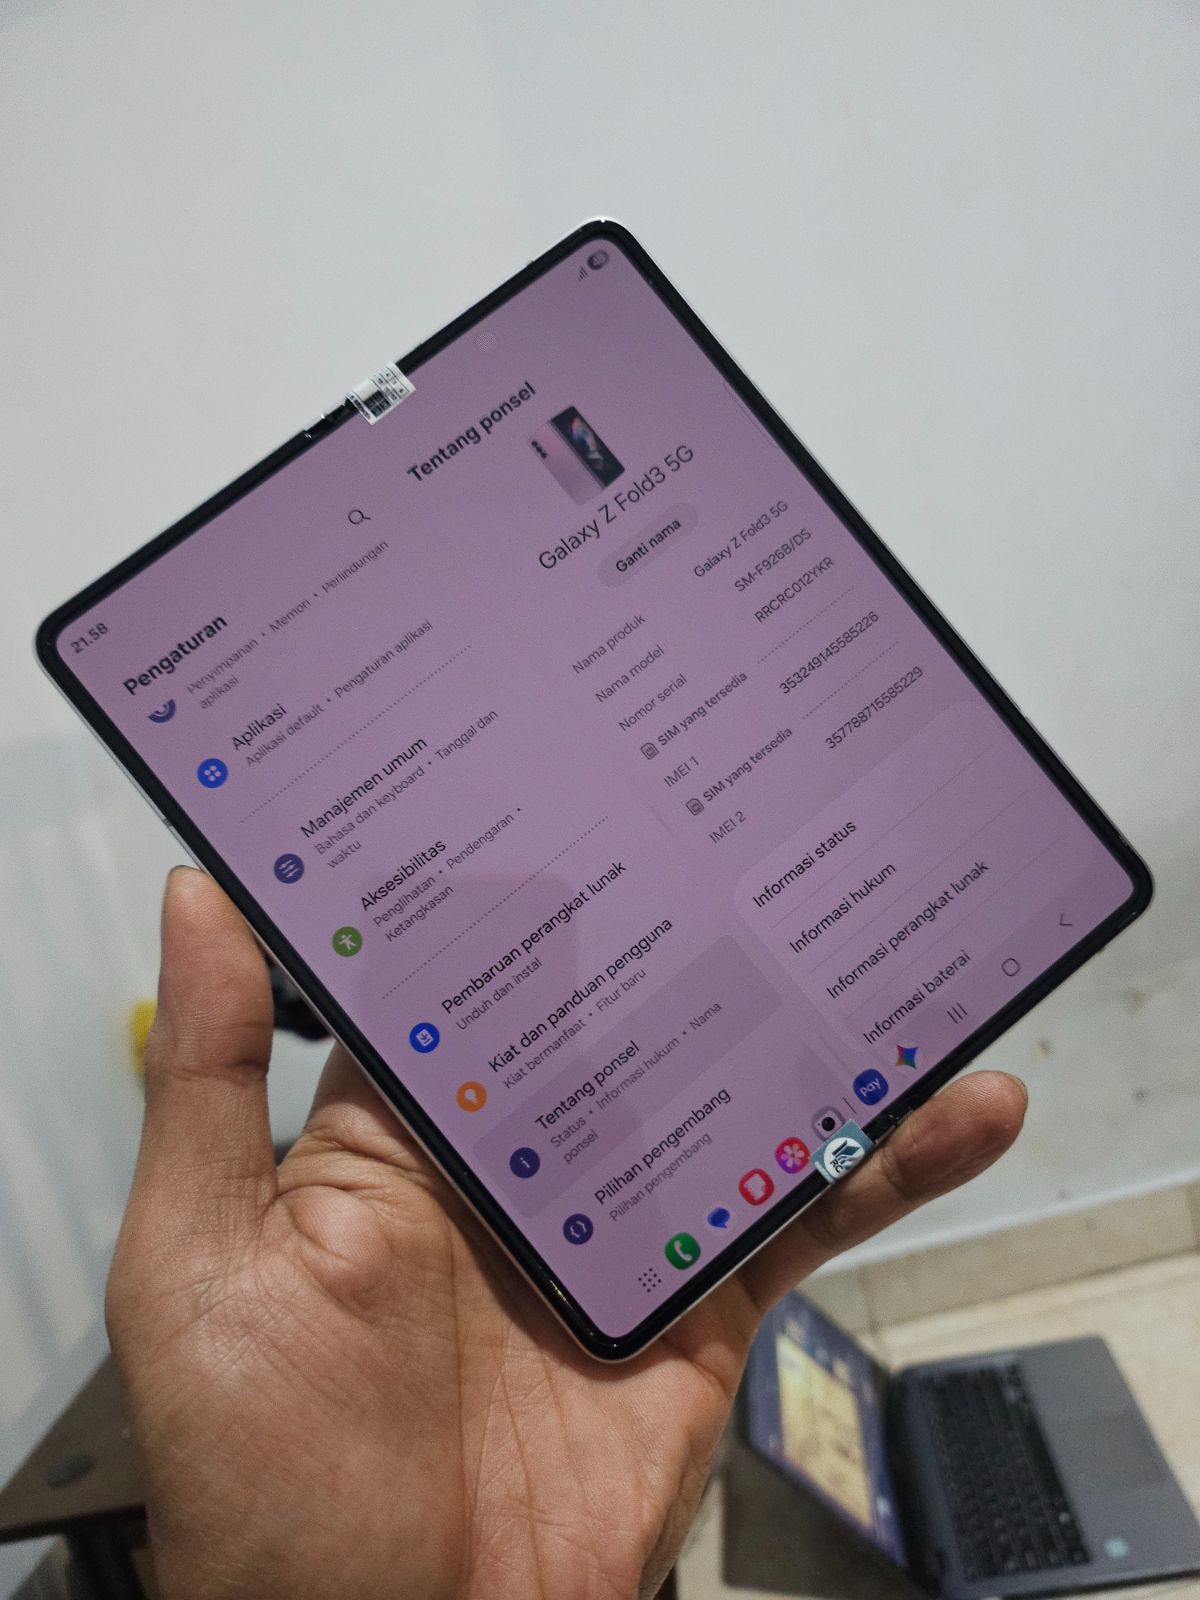 21.58
48
Pengaturan
Penyimpanan • Memori • Perlindungan
aplikasi
Aplikasi
Aplikasi default • Pengaturan aplikasi
Manajemen umum
Bahasa dan keyboard • Tanggal dan
waktu
Aksesibilitas
Penglihatan • Pendengaran •
Ketangkasan
Pembaruan perangkat lunak
Unduh dan instal
Kiat dan panduan pengguna
Kiat bermanfaat • Fitur baru
Tentang ponsel
Status • Informasi hukum • Nama
ponsel
Pilihan pengembang
Pilihan pengembang
Tentang ponsel
Galaxy Z Fold3 5G
Ganti nama
Nama produk Galaxy Z Fold3 5G
Nama model SM-F926B/DS
Nomor serial RRCRC012YKR
SIM yang tersedia
IMEI 1 353249145585226
SIM yang tersedia
IMEI 2 357788715585229
Informasi status
Informasi hukum
Informasi perangkat lunak
Informasi baterai
pay
RC